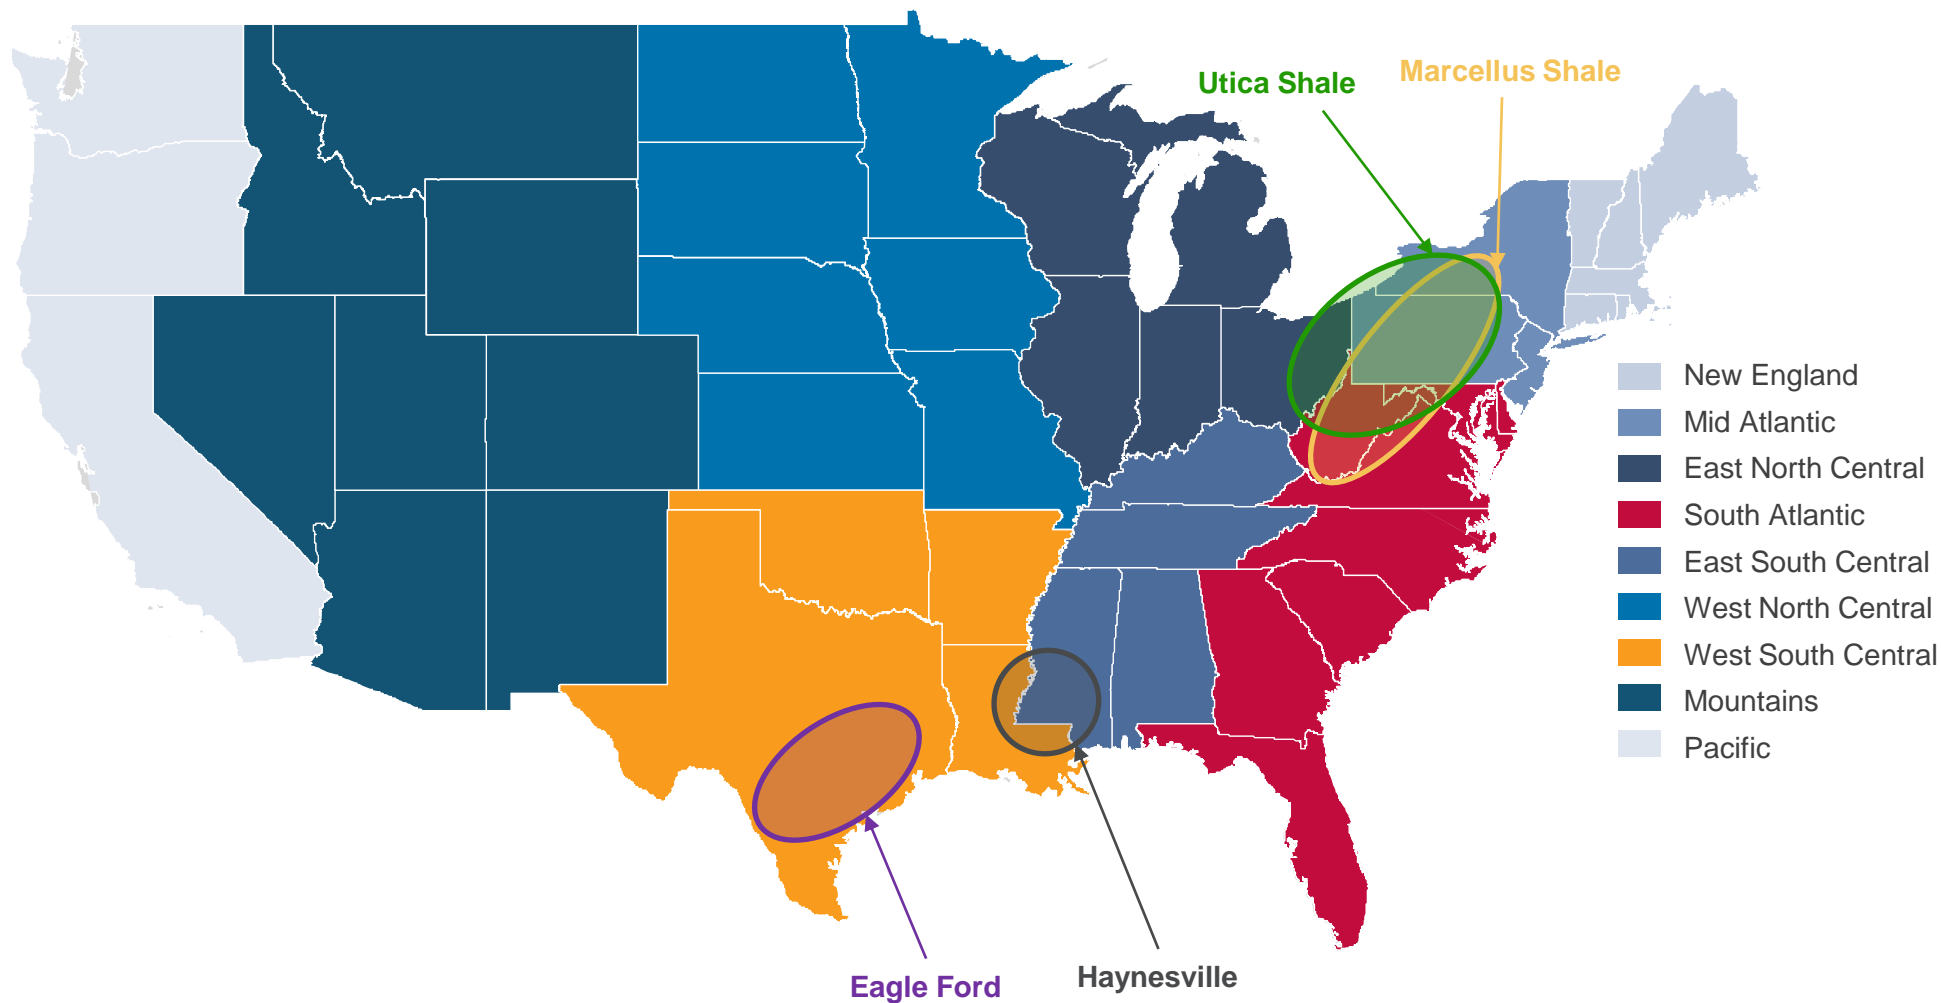 Utica Shale
Marcellus Shale
New England
Mid Atlantic
East North Central
South Atlantic
East South Central
West North Central
West South Central
Mountains
Pacific
Eagle Ford
Haynesville